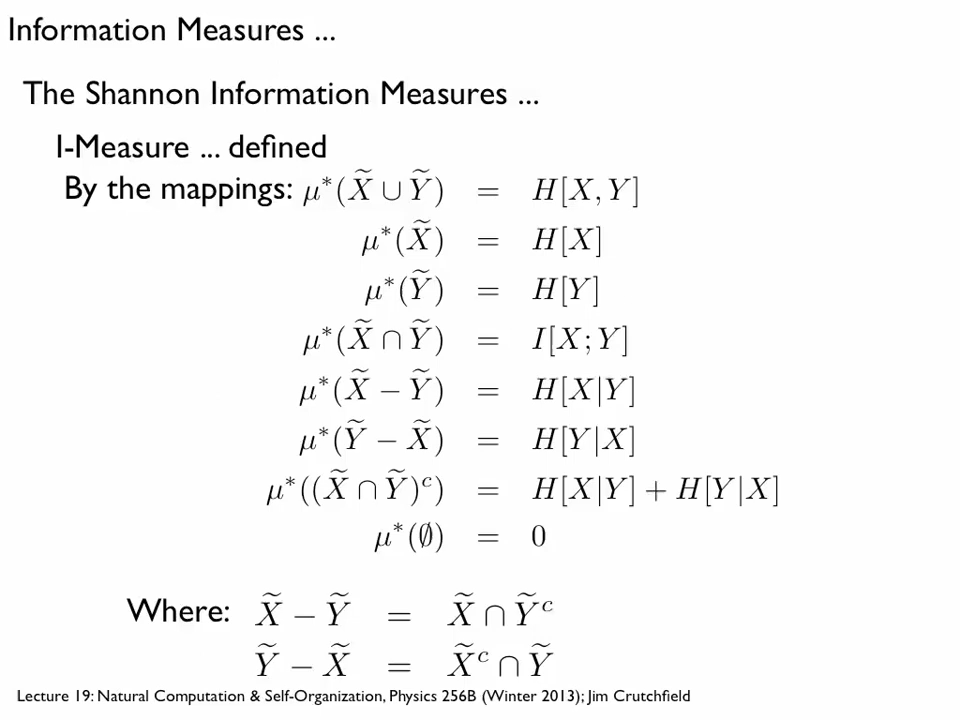 Information Measures ...
The Shannon Information Measures ...
I-Measure ... defined
By the mappings: μ*(X̃ ∪ Ỹ) = H[X, Y]
μ*(X̃) = H[X]
μ*(Ỹ) = H[Y]
μ*(X̃ ∩ Ỹ) = I[X; Y]
μ*(X̃ − Ỹ) = H[X|Y]
μ*(Ỹ − X̃) = H[Y|X]
μ*((X̃ ∩ Ỹ)ᶜ) = H[X|Y] + H[Y|X]
μ*(∅) = 0
Where: X̃ − Ỹ = X̃ ∩ Ỹᶜ
Ỹ − X̃ = X̃ᶜ ∩ Ỹ
Lecture 19: Natural Computation & Self-Organization, Physics 256B (Winter 2013); Jim Crutchfield